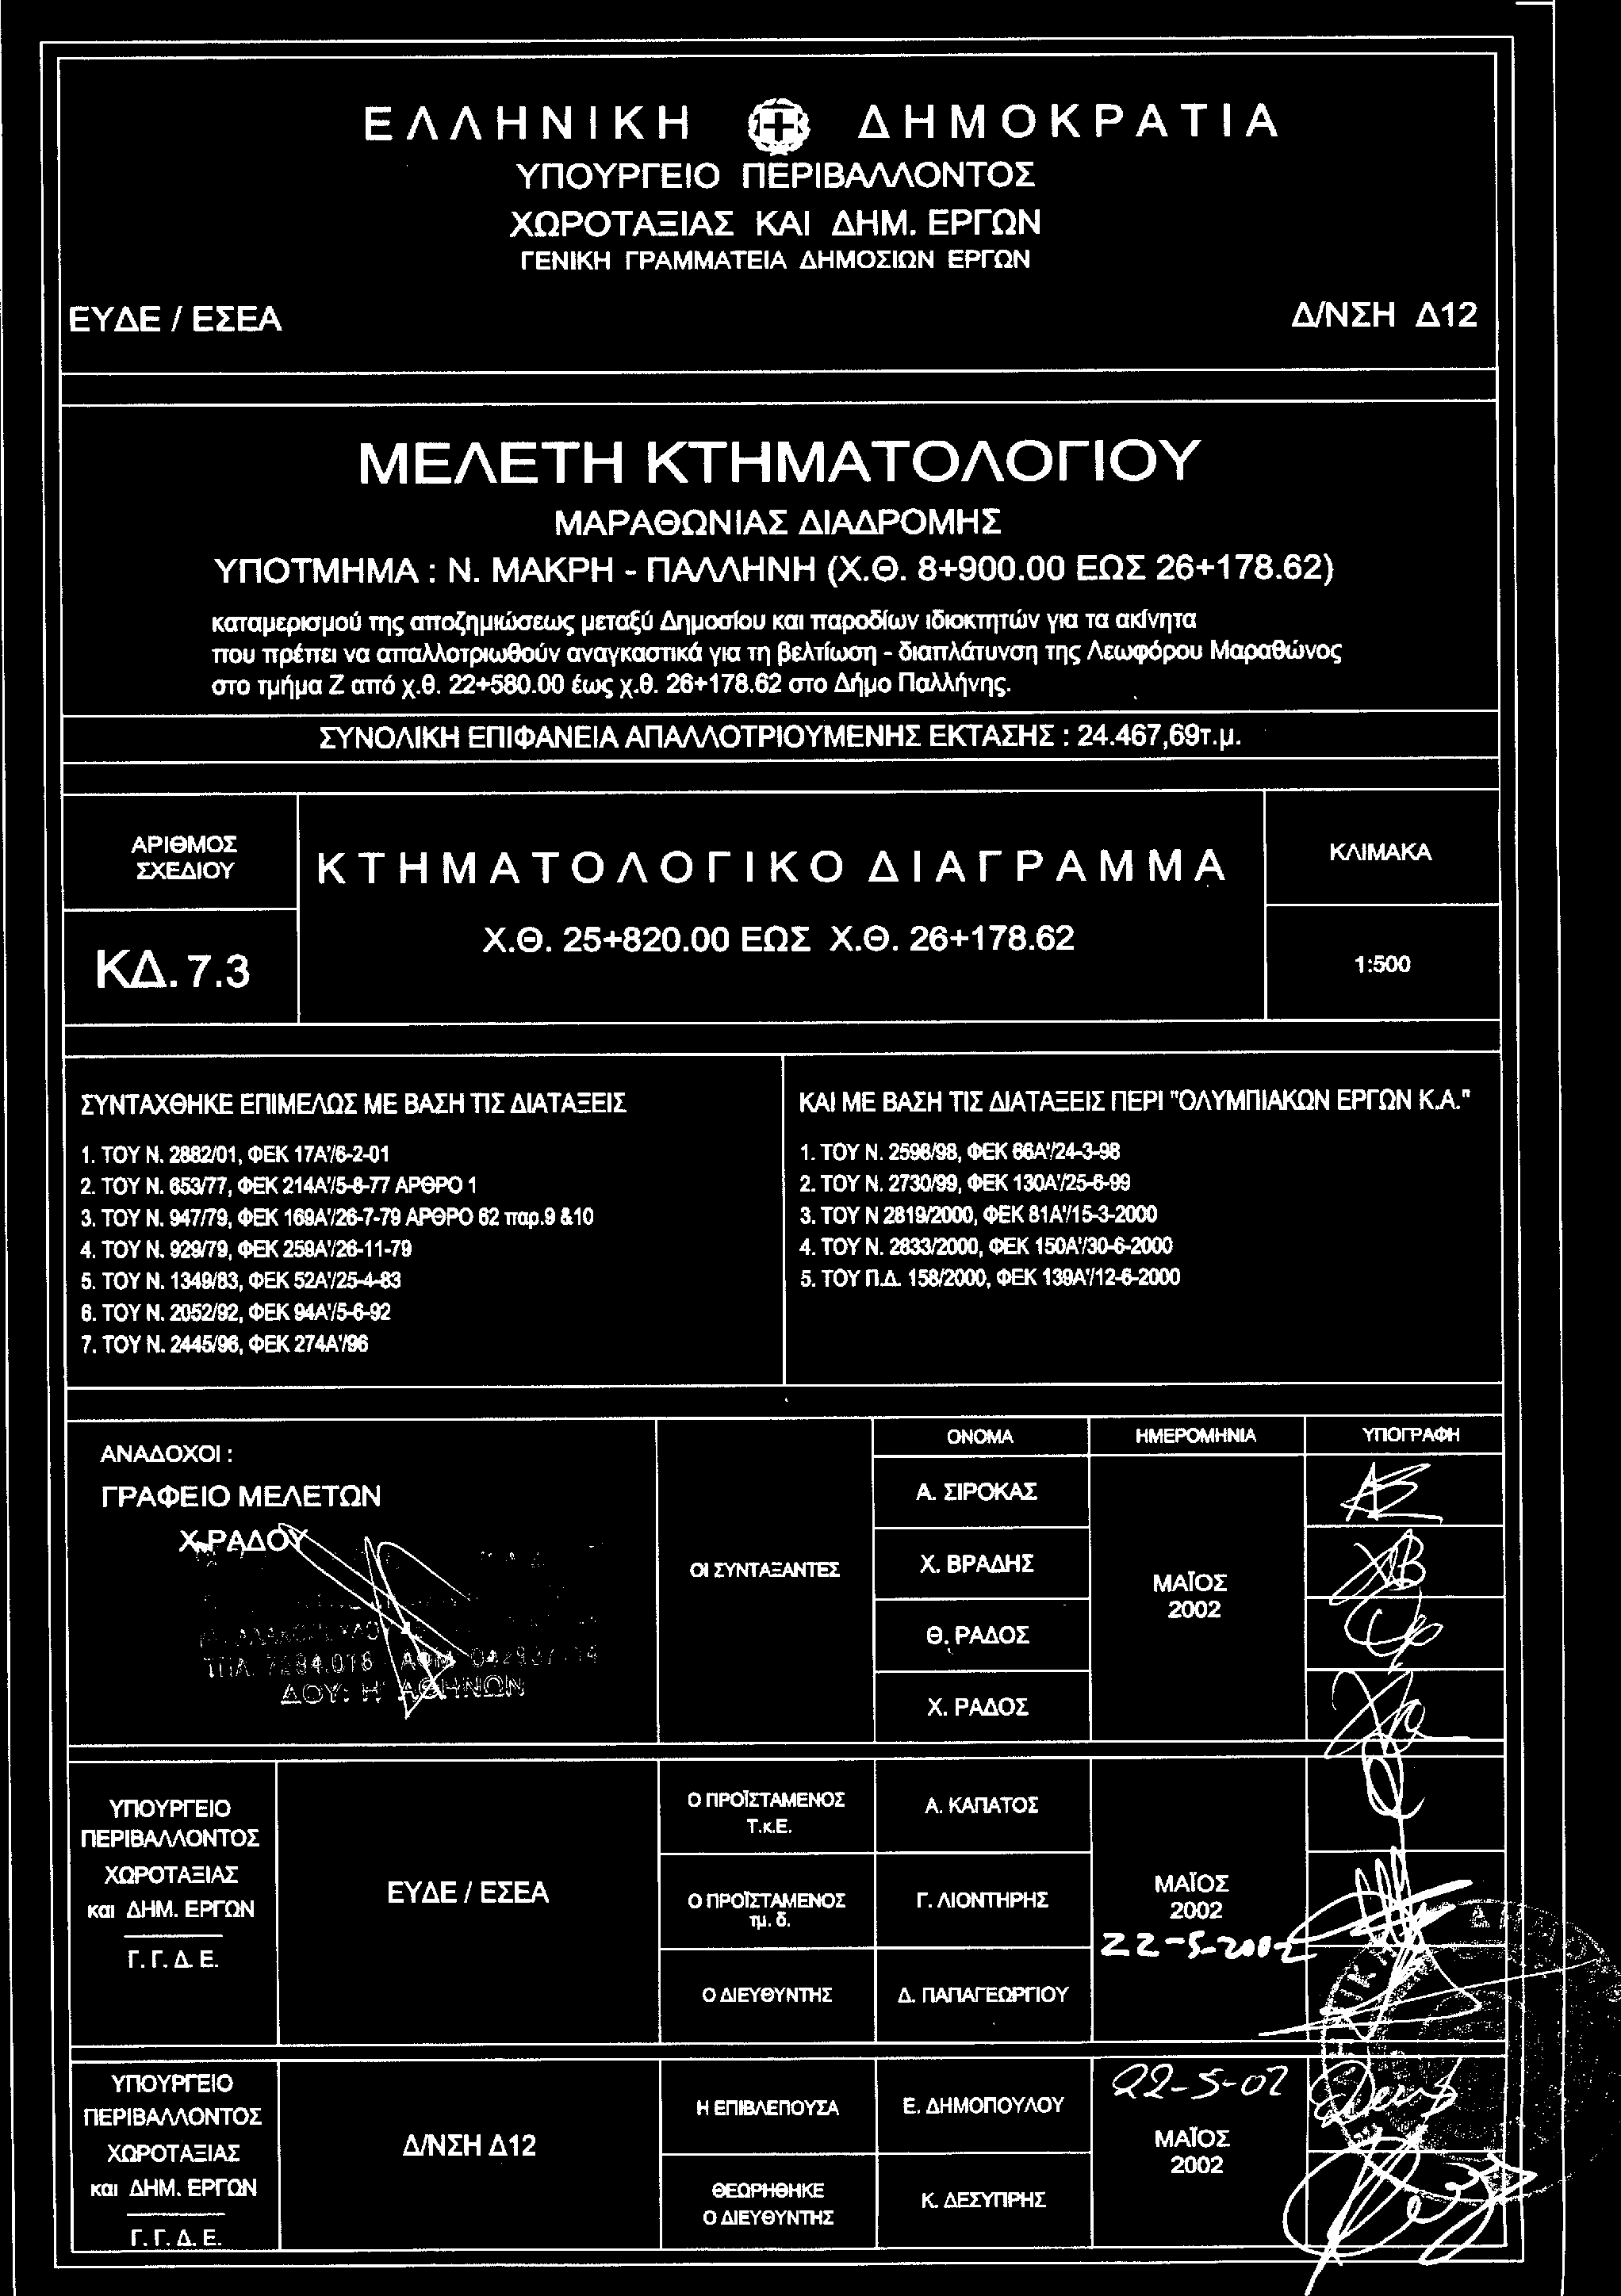 ΕΛΛΗΝΙΚΗ ΔΗΜΟΚΡΑΤΙΑ
ΥΠΟΥΡΓΕΙΟ ΠΕΡΙΒΑΛΛΟΝΤΟΣ
ΧΩΡΟΤΑΞΙΑΣ ΚΑΙ ΔΗΜ. ΕΡΓΩΝ
ΓΕΝΙΚΗ ΓΡΑΜΜΑΤΕΙΑ ΔΗΜΟΣΙΩΝ ΕΡΓΩΝ
ΕΥΔΕ / ΕΣΕΑ
Δ/ΝΣΗ Δ12
ΜΕΛΕΤΗ ΚΤΗΜΑΤΟΛΟΓΙΟΥ
ΜΑΡΑΘΩΝΙΑΣ ΔΙΑΔΡΟΜΗΣ
ΥΠΟΤΜΗΜΑ : Ν. ΜΑΚΡΗ - ΠΑΛΛΗΝΗ (Χ.Θ. 8+900.00 ΕΩΣ 26+178.62)
καταμερισμού της αποζημιώσεως μεταξύ Δημοσίου και παροδίων ιδιοκτητών για τα ακίνητα
που πρέπει να απαλλοτριωθούν αναγκαστικά για τη βελτίωση - διαπλάτυνση της Λεωφόρου Μαραθώνος
στο τμήμα Ζ από χ.θ. 22+580.00 έως χ.θ. 26+178.62 στο Δήμο Παλλήνης.
ΣΥΝΟΛΙΚΗ ΕΠΙΦΑΝΕΙΑ ΑΠΑΛΛΟΤΡΙΟΥΜΕΝΗΣ ΕΚΤΑΣΗΣ : 24.467,69τ.μ.
ΑΡΙΘΜΟΣ
ΣΧΕΔΙΟΥ
ΚΔ.7.3
ΚΤΗΜΑΤΟΛΟΓΙΚΟ ΔΙΑΓΡΑΜΜΑ
Χ.Θ. 25+820.00 ΕΩΣ Χ.Θ. 26+178.62
ΚΛΙΜΑΚΑ
1:500
ΣΥΝΤΑΧΘΗΚΕ ΕΠΙΜΕΛΩΣ ΜΕ ΒΑΣΗ ΤΙΣ ΔΙΑΤΑΞΕΙΣ
1. ΤΟΥ Ν. 2882/01, ΦΕΚ 17Α'/6-2-01
2. ΤΟΥ Ν. 653/77, ΦΕΚ 214Α'/5-8-77 ΑΡΘΡΟ 1
3. ΤΟΥ Ν. 947/79, ΦΕΚ 169Α'/26-7-79 ΑΡΘΡΟ 62 παρ.9 &10
4. ΤΟΥ Ν. 929/79, ΦΕΚ 259Α'/26-11-79
5. ΤΟΥ Ν. 1349/83, ΦΕΚ 52Α'/25-4-83
6. ΤΟΥ Ν. 2052/92, ΦΕΚ 94Α'/5-6-92
7. ΤΟΥ Ν. 2445/96, ΦΕΚ 274Α'/96
ΚΑΙ ΜΕ ΒΑΣΗ ΤΙΣ ΔΙΑΤΑΞΕΙΣ ΠΕΡΙ "ΟΛΥΜΠΙΑΚΩΝ ΕΡΓΩΝ Κ.Α."
1. ΤΟΥ Ν. 2598/98, ΦΕΚ 66Α'/24-3-98
2. ΤΟΥ Ν. 2730/99, ΦΕΚ 130Α'/25-6-99
3. ΤΟΥ Ν 2819/2000, ΦΕΚ 81Α'/15-3-2000
4. ΤΟΥ Ν. 2833/2000, ΦΕΚ 150Α'/30-6-2000
5. ΤΟΥ Π.Δ. 158/2000, ΦΕΚ 139Α'/12-6-2000
ΑΝΑΔΟΧΟΙ :
ΓΡΑΦΕΙΟ ΜΕΛΕΤΩΝ
Χ.ΡΑΔΟΥ
ΔΟΥ: Η' ΑΘΗΝΩΝ
ΟΙ ΣΥΝΤΑΞΑΝΤΕΣ
ΟΝΟΜΑ
ΗΜΕΡΟΜΗΝΙΑ
ΥΠΟΓΡΑΦΗ
Α. ΣΙΡΟΚΑΣ
Χ. ΒΡΑΔΗΣ
Θ. ΡΑΔΟΣ
Χ. ΡΑΔΟΣ
ΜΑΪΟΣ
2002
ΥΠΟΥΡΓΕΙΟ
ΠΕΡΙΒΑΛΛΟΝΤΟΣ
ΧΩΡΟΤΑΞΙΑΣ
και ΔΗΜ. ΕΡΓΩΝ
Γ. Γ. Δ. Ε.
ΕΥΔΕ / ΕΣΕΑ
Ο ΠΡΟΪΣΤΑΜΕΝΟΣ
Τ.κ.Ε.
Α. ΚΑΠΑΤΟΣ
Ο ΠΡΟΪΣΤΑΜΕΝΟΣ
τμ. δ.
Γ. ΛΙΟΝΤΗΡΗΣ
Ο ΔΙΕΥΘΥΝΤΗΣ
Δ. ΠΑΠΑΓΕΩΡΓΙΟΥ
ΜΑΪΟΣ
2002
22-5-2002
ΥΠΟΥΡΓΕΙΟ
ΠΕΡΙΒΑΛΛΟΝΤΟΣ
ΧΩΡΟΤΑΞΙΑΣ
και ΔΗΜ. ΕΡΓΩΝ
Γ. Γ. Δ. Ε.
Δ/ΝΣΗ Δ12
Η ΕΠΙΒΛΕΠΟΥΣΑ
Ε. ΔΗΜΟΠΟΥΛΟΥ
ΘΕΩΡΗΘΗΚΕ
Ο ΔΙΕΥΘΥΝΤΗΣ
Κ. ΔΕΣΥΠΡΗΣ
22-5-02
ΜΑΪΟΣ
2002